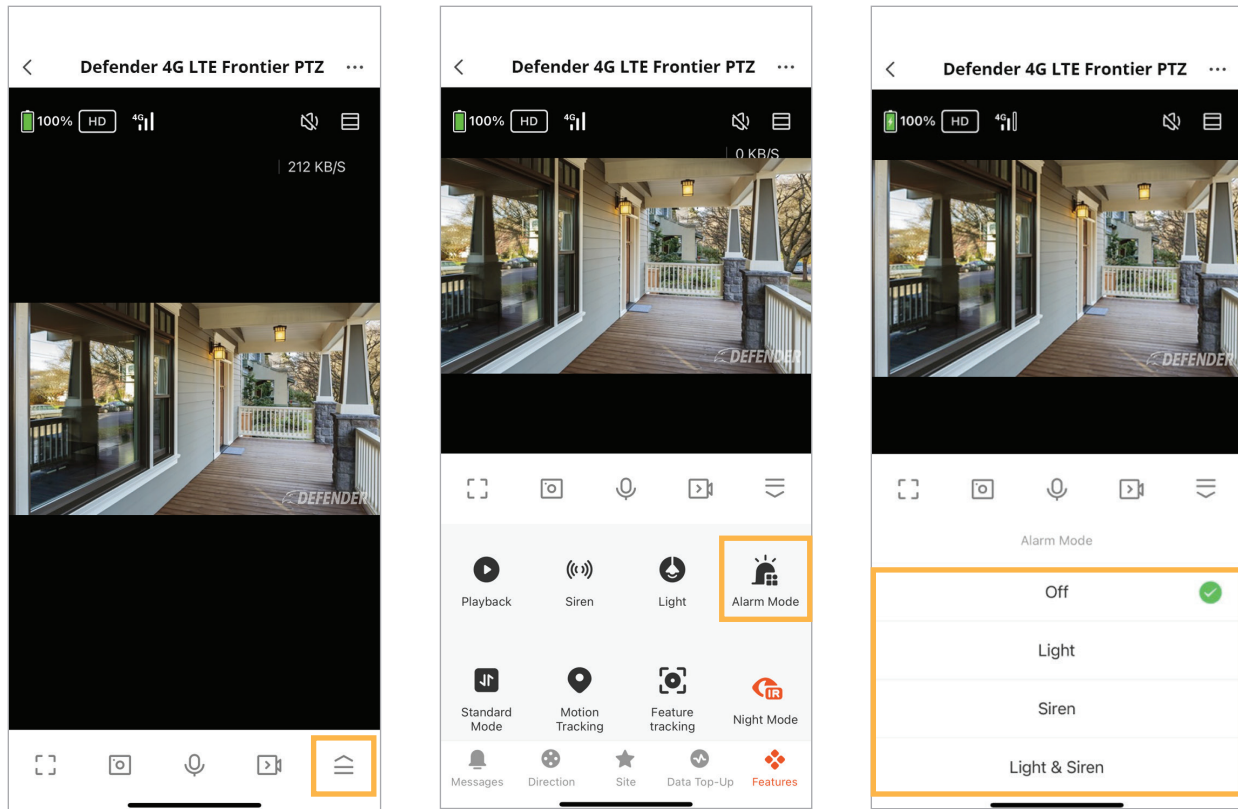 Defender 4G LTE Frontier PTZ
100% HD 4G
212 KB/S
DEFENDER
Defender 4G LTE Frontier PTZ
100% HD 4G
0 KB/S
DEFENDER
Playback Siren Light Alarm Mode
Standard Mode
Motion Tracking
Feature tracking
IR
Night Mode
Messages Direction Site Data Top-Up Features
Defender 4G LTE Frontier PTZ
100% HD 4G
DEFENDER
Alarm Mode
Off
Light
Siren
Light & Siren